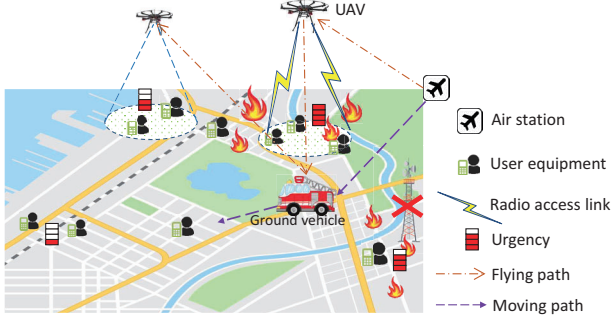 UAV
Air station
User equipment
Ground vehicle
Radio access link
Urgency
Flying path
Moving path